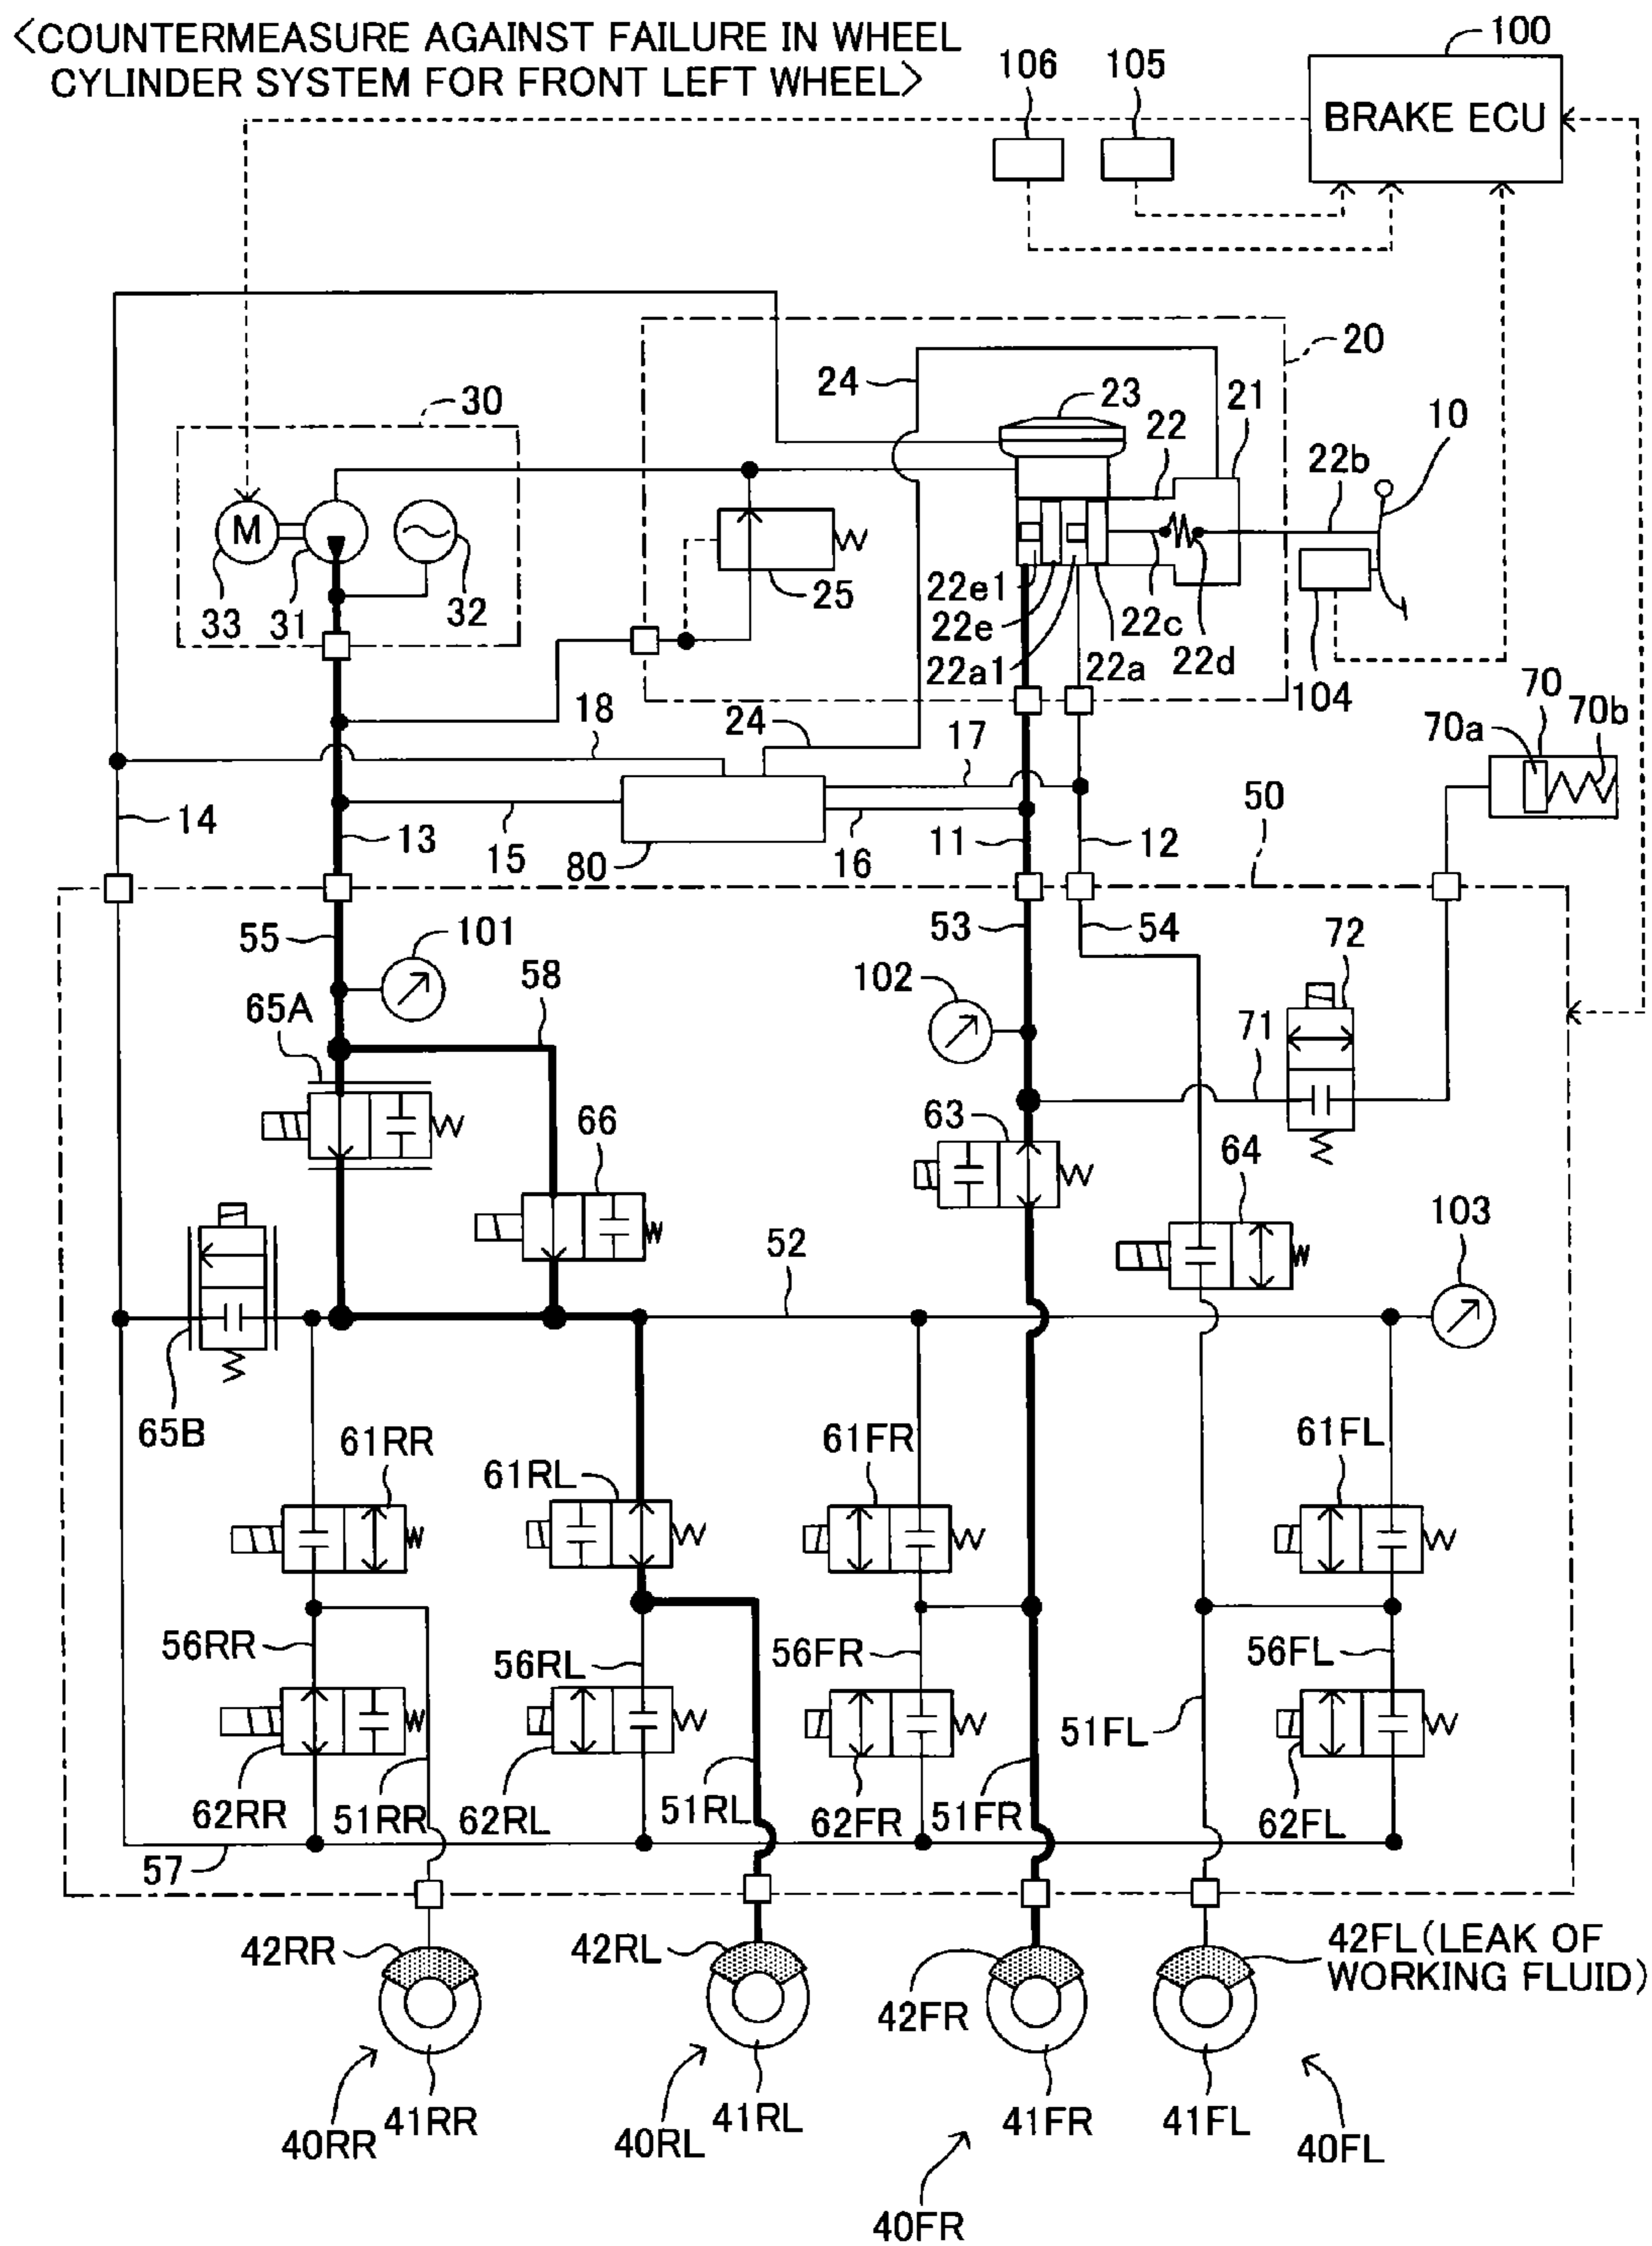 <COUNTERMEASURE AGAINST FAILURE IN WHEEL
CYLINDER SYSTEM FOR FRONT LEFT WHEEL>
100
106
105
BRAKE ECU
20
24
23
21
10
30
22
22b
M
33
31
32
25
22e1
22e
22a1
22a
22c
22d
104
70
70a
70b
18
24
17
50
14
13
15
80
16
11
12
55
101
53
54
72
58
102
65A
71
66
63
64
103
52
65B
61RR
61RL
61FR
61FL
56RR
56RL
56FR
56FL
51FL
62RR
51RR
62RL
51RL
62FR
51FR
62FL
57
42RR
42RL
42FR
42FL(LEAK OF
WORKING FLUID)
41RR
41RL
41FR
41FL
40RR
40RL
40FL
40FR